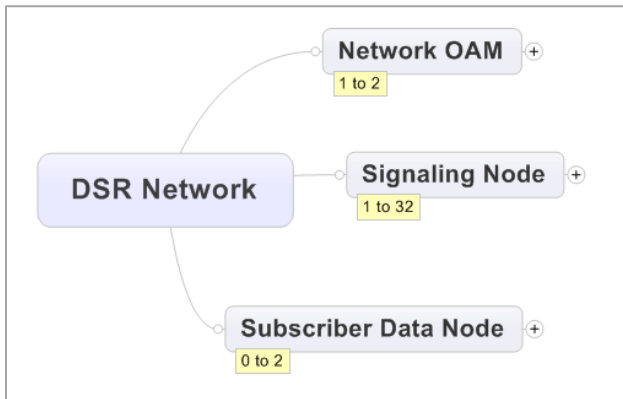 Network OAM
1 to 2
DSR Network
Signaling Node
1 to 32
Subscriber Data Node
0 to 2